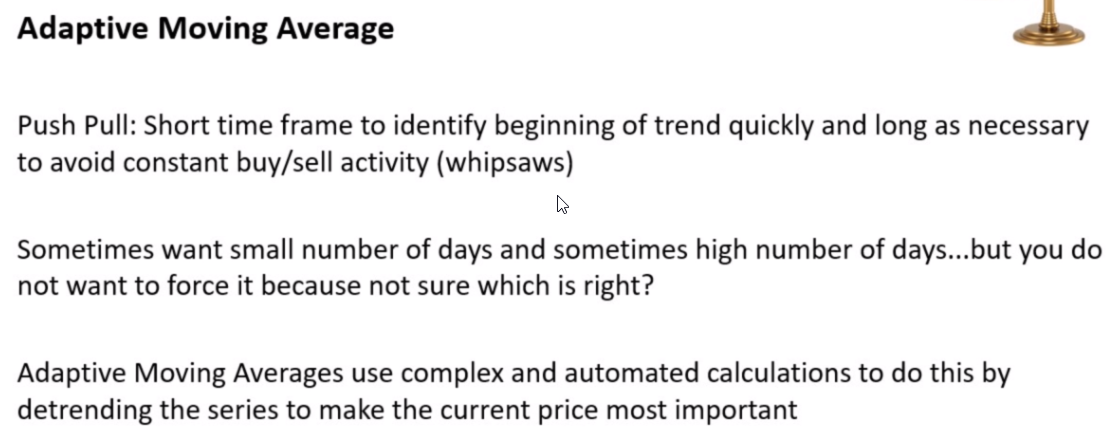 Adaptive Moving Average
Push Pull: Short time frame to identify beginning of trend quickly and long as necessary
to avoid constant buy/sell activity (whipsaws)
Sometimes want small number of days and sometimes high number of days...but you do
not want to force it because not sure which is right?
Adaptive Moving Averages use complex and automated calculations to do this by
detrending the series to make the current price most important